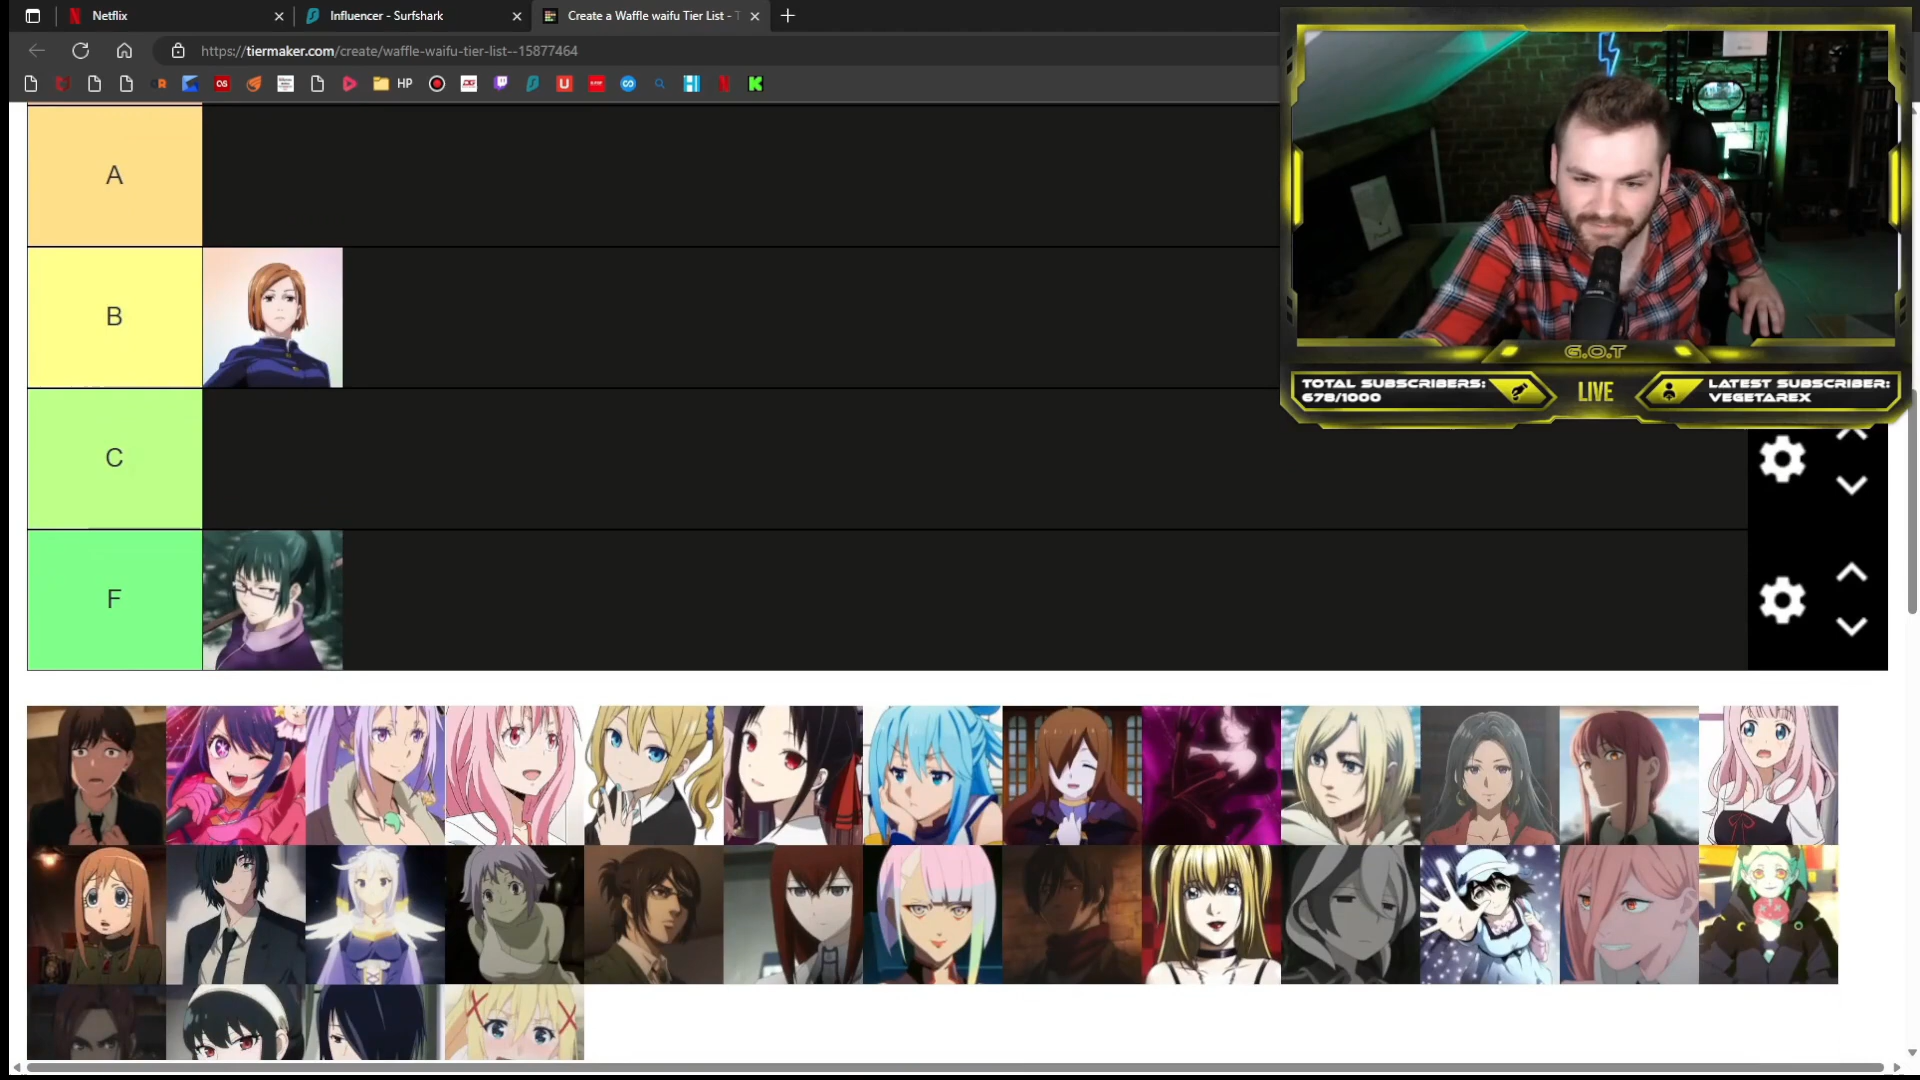 Netflix
Influencer - Surfshark
Create a Waffle waifu Tier List - T
https://tiermaker.com/create/waffle-waifu-tier-list--15877464
HP
A
B
C
F
G.O.T
TOTAL SUBSCRIBERS:
678/1000
LIVE
LATEST SUBSCRIBER:
VEGETAREX